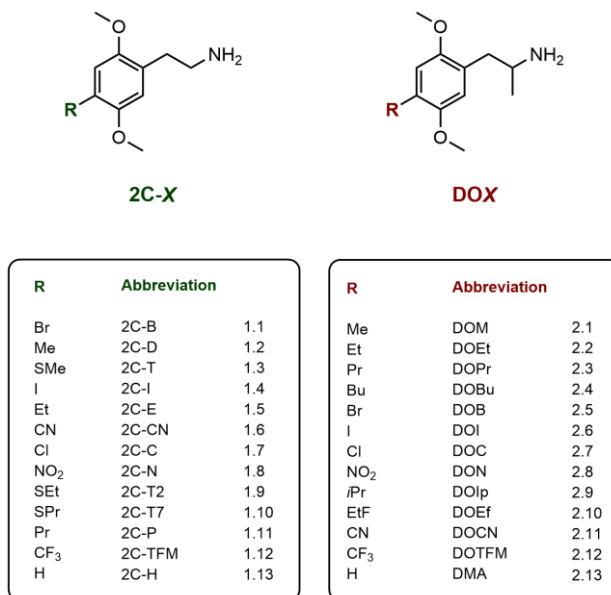 O
NH2
R
O
2C-X
O
NH2
R
O
DOX
R Abbreviation
Br 2C-B 1.1
Me 2C-D 1.2
SMe 2C-T 1.3
I 2C-I 1.4
Et 2C-E 1.5
CN 2C-CN 1.6
Cl 2C-C 1.7
NO2 2C-N 1.8
SEt 2C-T2 1.9
SPr 2C-T7 1.10
Pr 2C-P 1.11
CF3 2C-TFM 1.12
H 2C-H 1.13
R Abbreviation
Me DOM 2.1
Et DOEt 2.2
Pr DOPr 2.3
Bu DOBu 2.4
Br DOB 2.5
I DOI 2.6
Cl DOC 2.7
NO2 DON 2.8
iPr DOIp 2.9
EtF DOEf 2.10
CN DOCN 2.11
CF3 DOTFM 2.12
H DMA 2.13